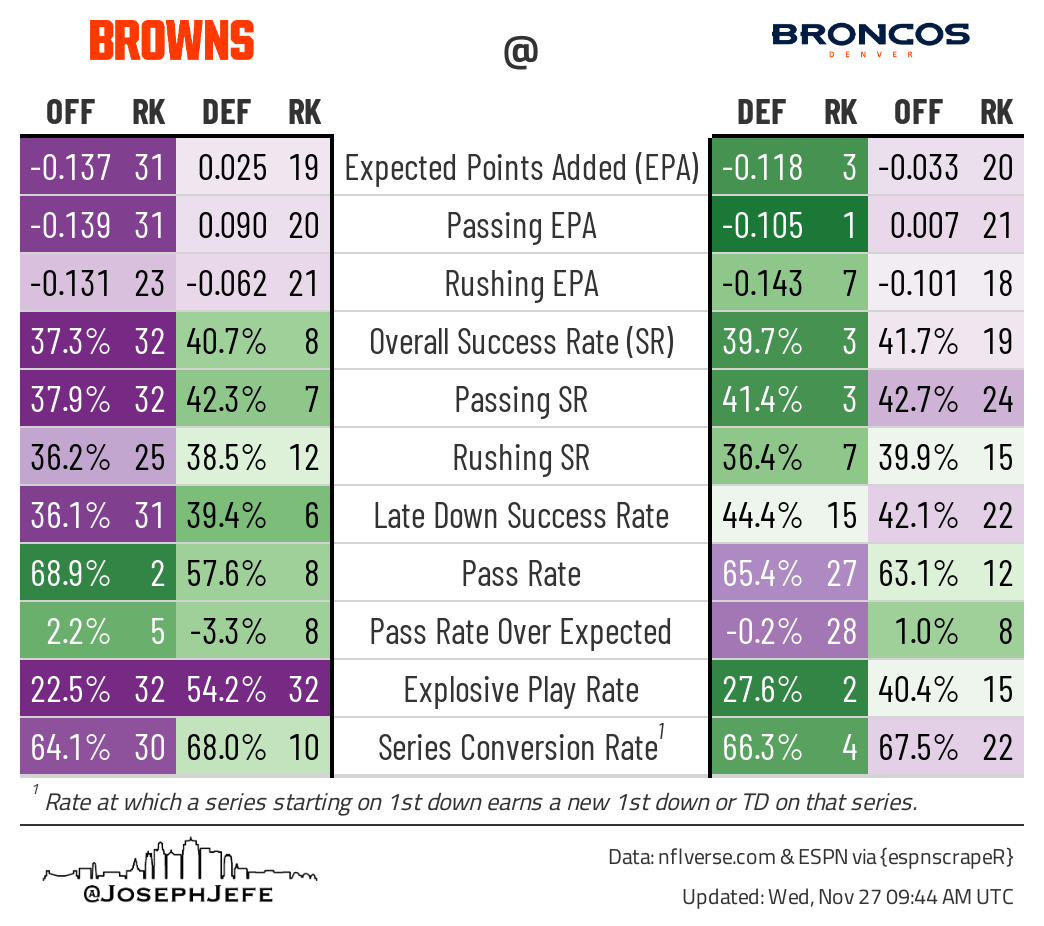 BROWNS @ BRONCOS
DENVER
OFF RK DEF RK DEF RK OFF RK
-0.137 31 0.025 19 Expected Points Added (EPA) -0.118 3 -0.033 20
-0.139 31 0.090 20 Passing EPA -0.105 1 0.007 21
-0.131 23 -0.062 21 Rushing EPA -0.143 7 -0.101 18
37.3% 32 40.7% 8 Overall Success Rate (SR) 39.7% 3 41.7% 19
37.9% 32 42.3% 7 Passing SR 41.4% 3 42.7% 24
36.2% 25 38.5% 12 Rushing SR 36.4% 7 39.9% 15
36.1% 31 39.4% 6 Late Down Success Rate 44.4% 15 42.1% 22
68.9% 2 57.6% 8 Pass Rate 65.4% 27 63.1% 12
2.2% 5 -3.3% 8 Pass Rate Over Expected -0.2% 28 1.0% 8
22.5% 32 54.2% 32 Explosive Play Rate 27.6% 2 40.4% 15
64.1% 30 68.0% 10 Series Conversion Rate¹ 66.3% 4 67.5% 22
¹ Rate at which a series starting on 1st down earns a new 1st down or TD on that series.
@JOSEPHJEFE
Data: nflverse.com & ESPN via {espnscrapeR}
Updated: Wed, Nov 27 09:44 AM UTC